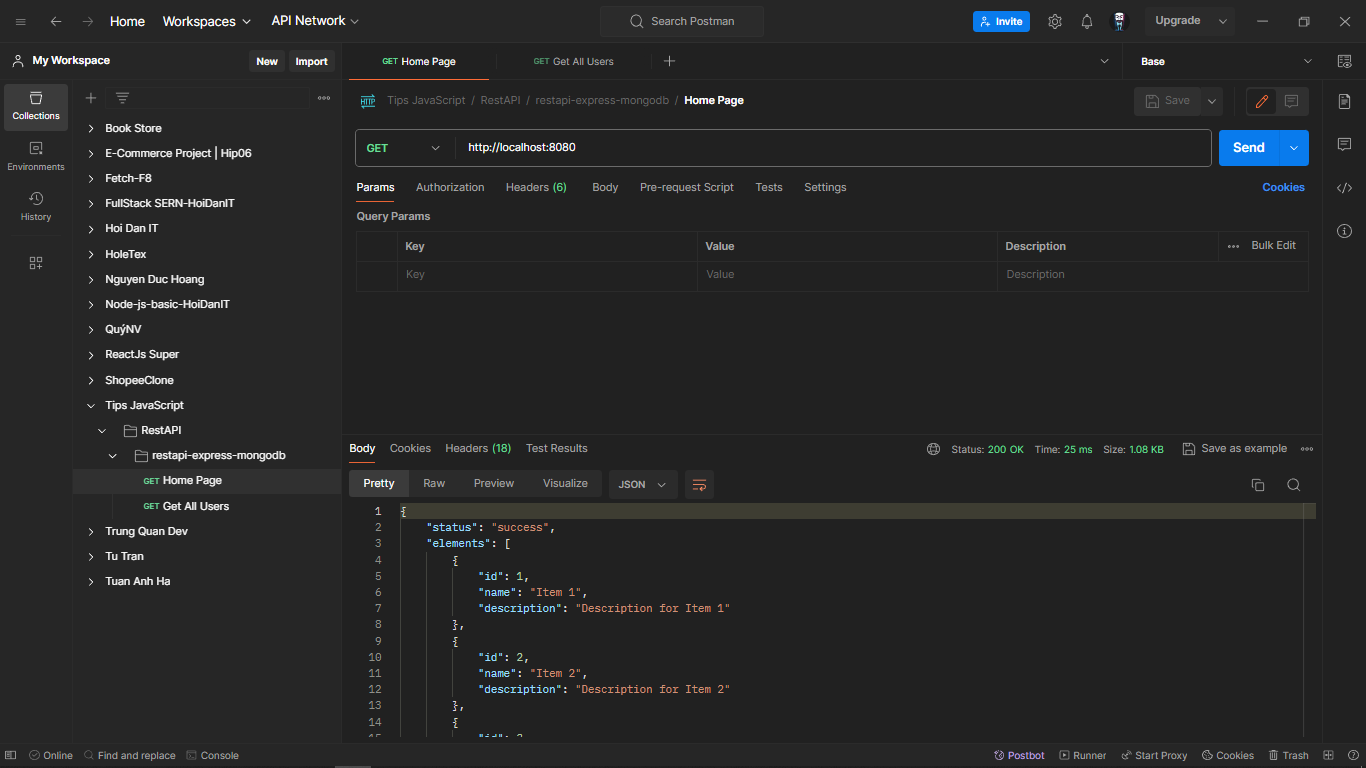 Home Workspaces API Network Search Postman Invite Upgrade
My Workspace New Import GET Home Page GET Get All Users Base
Collections
Environments
History
Book Store
E-Commerce Project | Hip06
Fetch-F8
FullStack SERN-HoiDanIT
Hoi Dan IT
HoleTex
Nguyen Duc Hoang
Node-js-basic-HoiDanIT
QuýNV
ReactJs Super
ShopeeClone
Tips JavaScript
RestAPI
restapi-express-mongodb
GET Home Page
GET Get All Users
Trung Quan Dev
Tu Tran
Tuan Anh Ha
HTTP Tips JavaScript / RestAPI / restapi-express-mongodb / Home Page Save
GET http://localhost:8080 Send
Params Authorization Headers (6) Body Pre-request Script Tests Settings Cookies
Query Params
Key Value Description Bulk Edit
Key Value Description
Body Cookies Headers (18) Test Results Status: 200 OK Time: 25 ms Size: 1.08 KB Save as example
Pretty Raw Preview Visualize JSON
1 {
2 "status": "success",
3 "elements": [
4 {
5 "id": 1,
6 "name": "Item 1",
7 "description": "Description for Item 1"
8 },
9 {
10 "id": 2,
11 "name": "Item 2",
12 "description": "Description for Item 2"
13 },
14 {
Online Find and replace Console Postbot Runner Start Proxy Cookies Trash